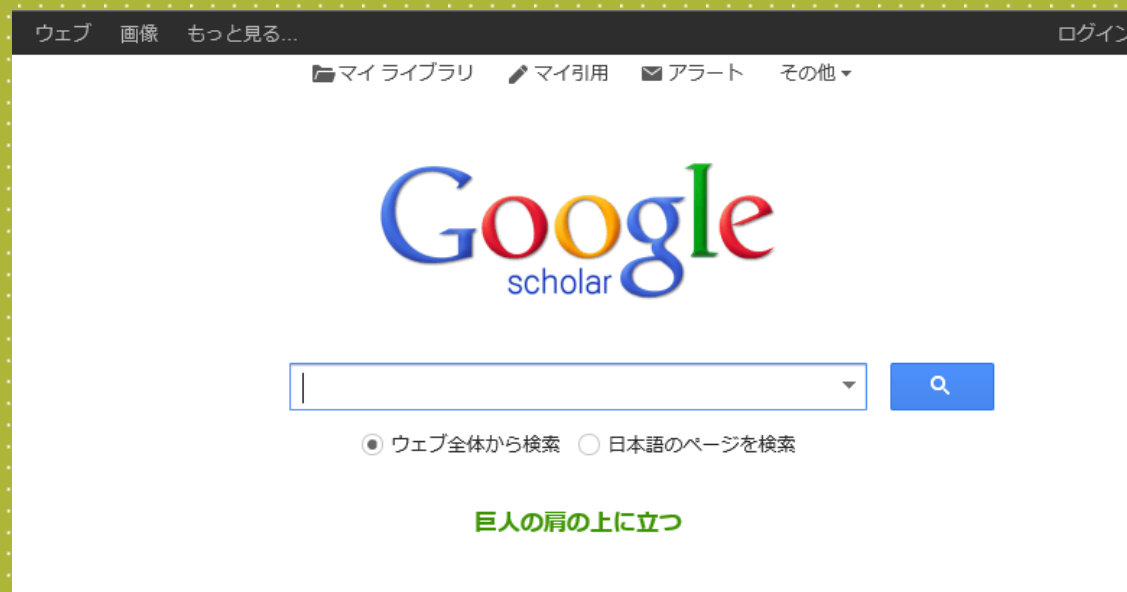 ウェブ 画像 もっと見る... ログイン
マイ ライブラリ マイ引用 アラート その他
Google
scholar
ウェブ全体から検索 日本語のページを検索
巨人の肩の上に立つ